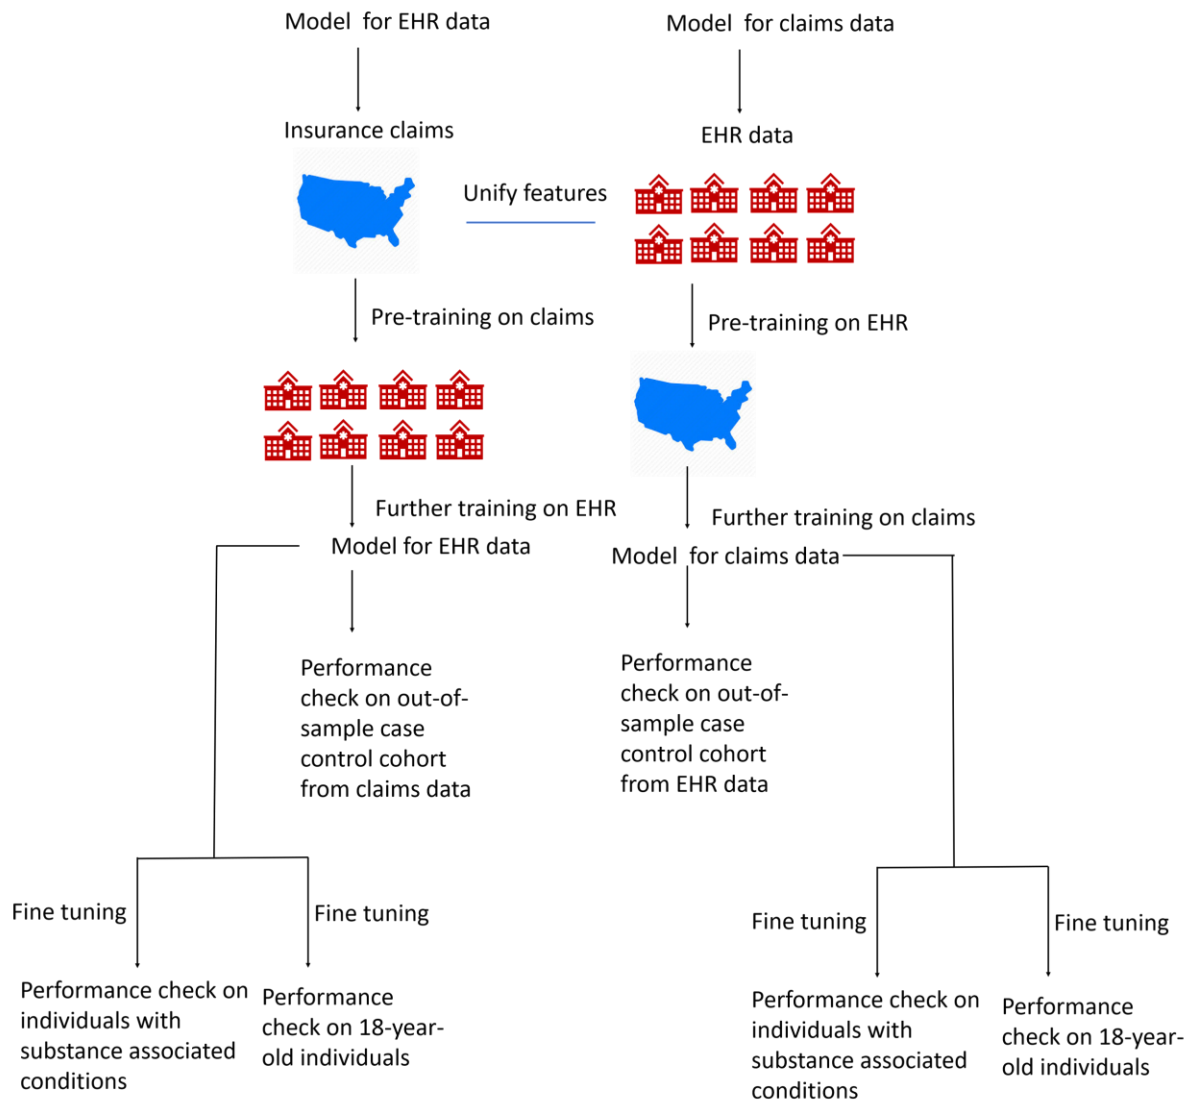 Model  for EHR data
Model  for claims data
Insurance claims
EHR data
Unify features
Pre-training on claims
Pre-training on EHR
Further training on EHR
Further training on claims
Model for EHR data
Model  for claims data
Performance
check on out-of-
sample case
control cohort
from claims data
Performance
check on out-of-
sample case
control cohort
from EHR data
Fine tuning
Fine tuning
Fine tuning
Fine tuning
Performance check on
individuals with
substance associated
conditions
Performance
check on 18-year-
old individuals
Performance check on
individuals with
substance associated
conditions
Performance
check on 18-year-
old individuals